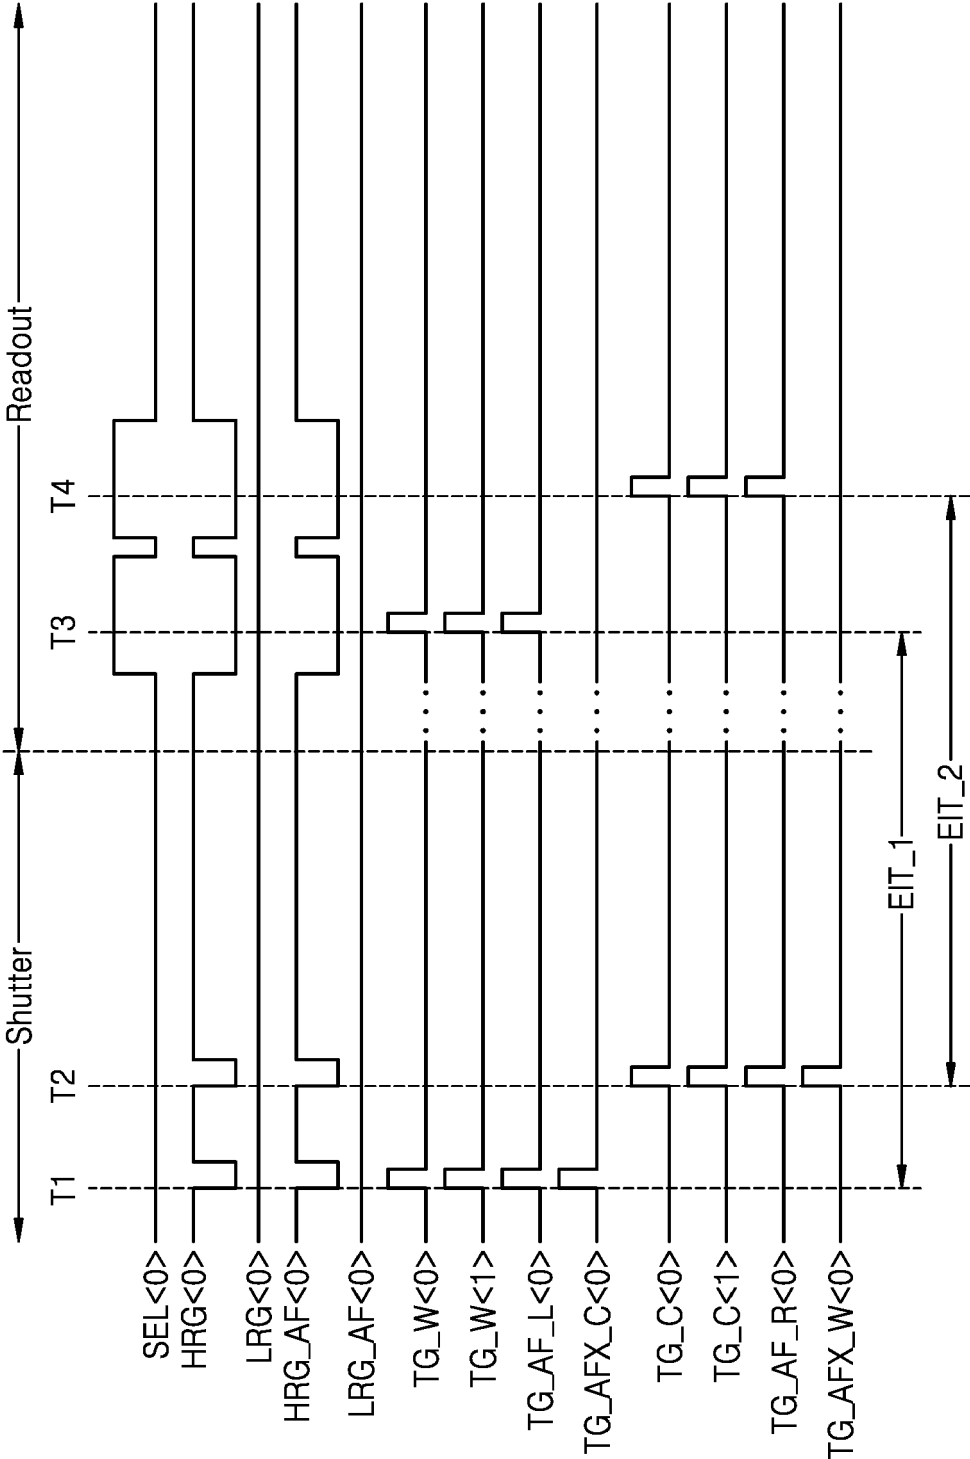 Shutter
Readout
T1
T2
T3
T4
SEL<0>
HRG<0>
LRG<0>
HRG_AF<0>
LRG_AF<0>
TG_W<0>
TG_W<1>
TG_AF_L<0>
TG_AFX_C<0>
TG_C<0>
TG_C<1>
TG_AF_R<0>
TG_AFX_W<0>
EIT_1
EIT_2